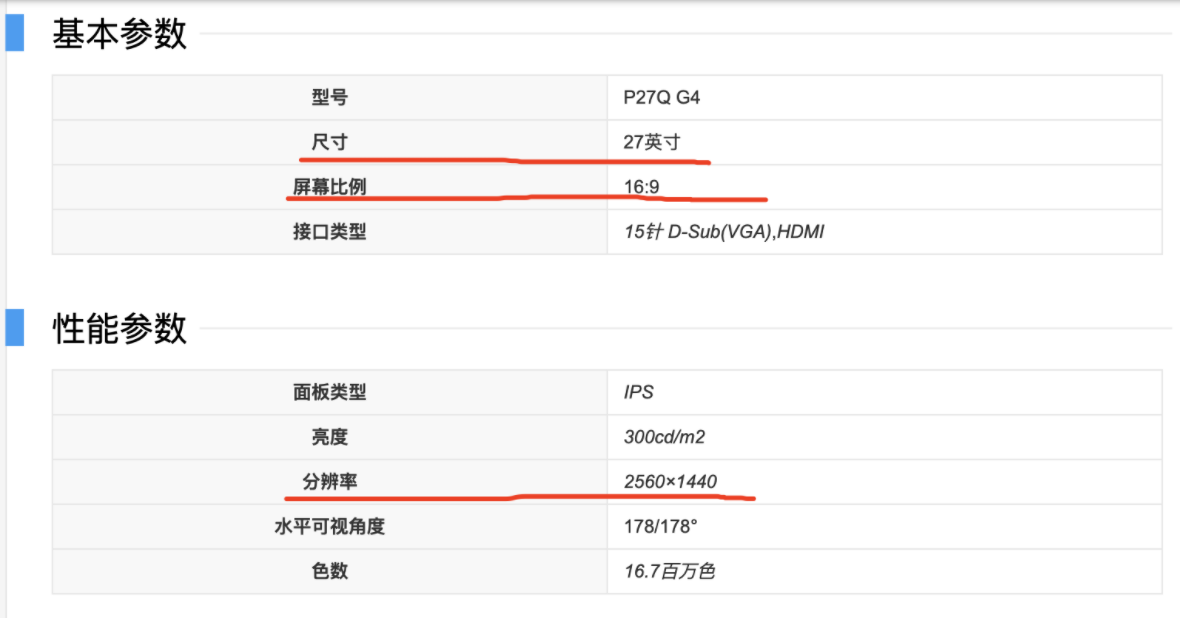 基本参数
型号 P27Q G4
尺寸 27英寸
屏幕比例 16:9
接口类型 15针 D-Sub(VGA),HDMI
性能参数
面板类型 IPS
亮度 300cd/m2
分辨率 2560×1440
水平可视角度 178/178°
色数 16.7百万色